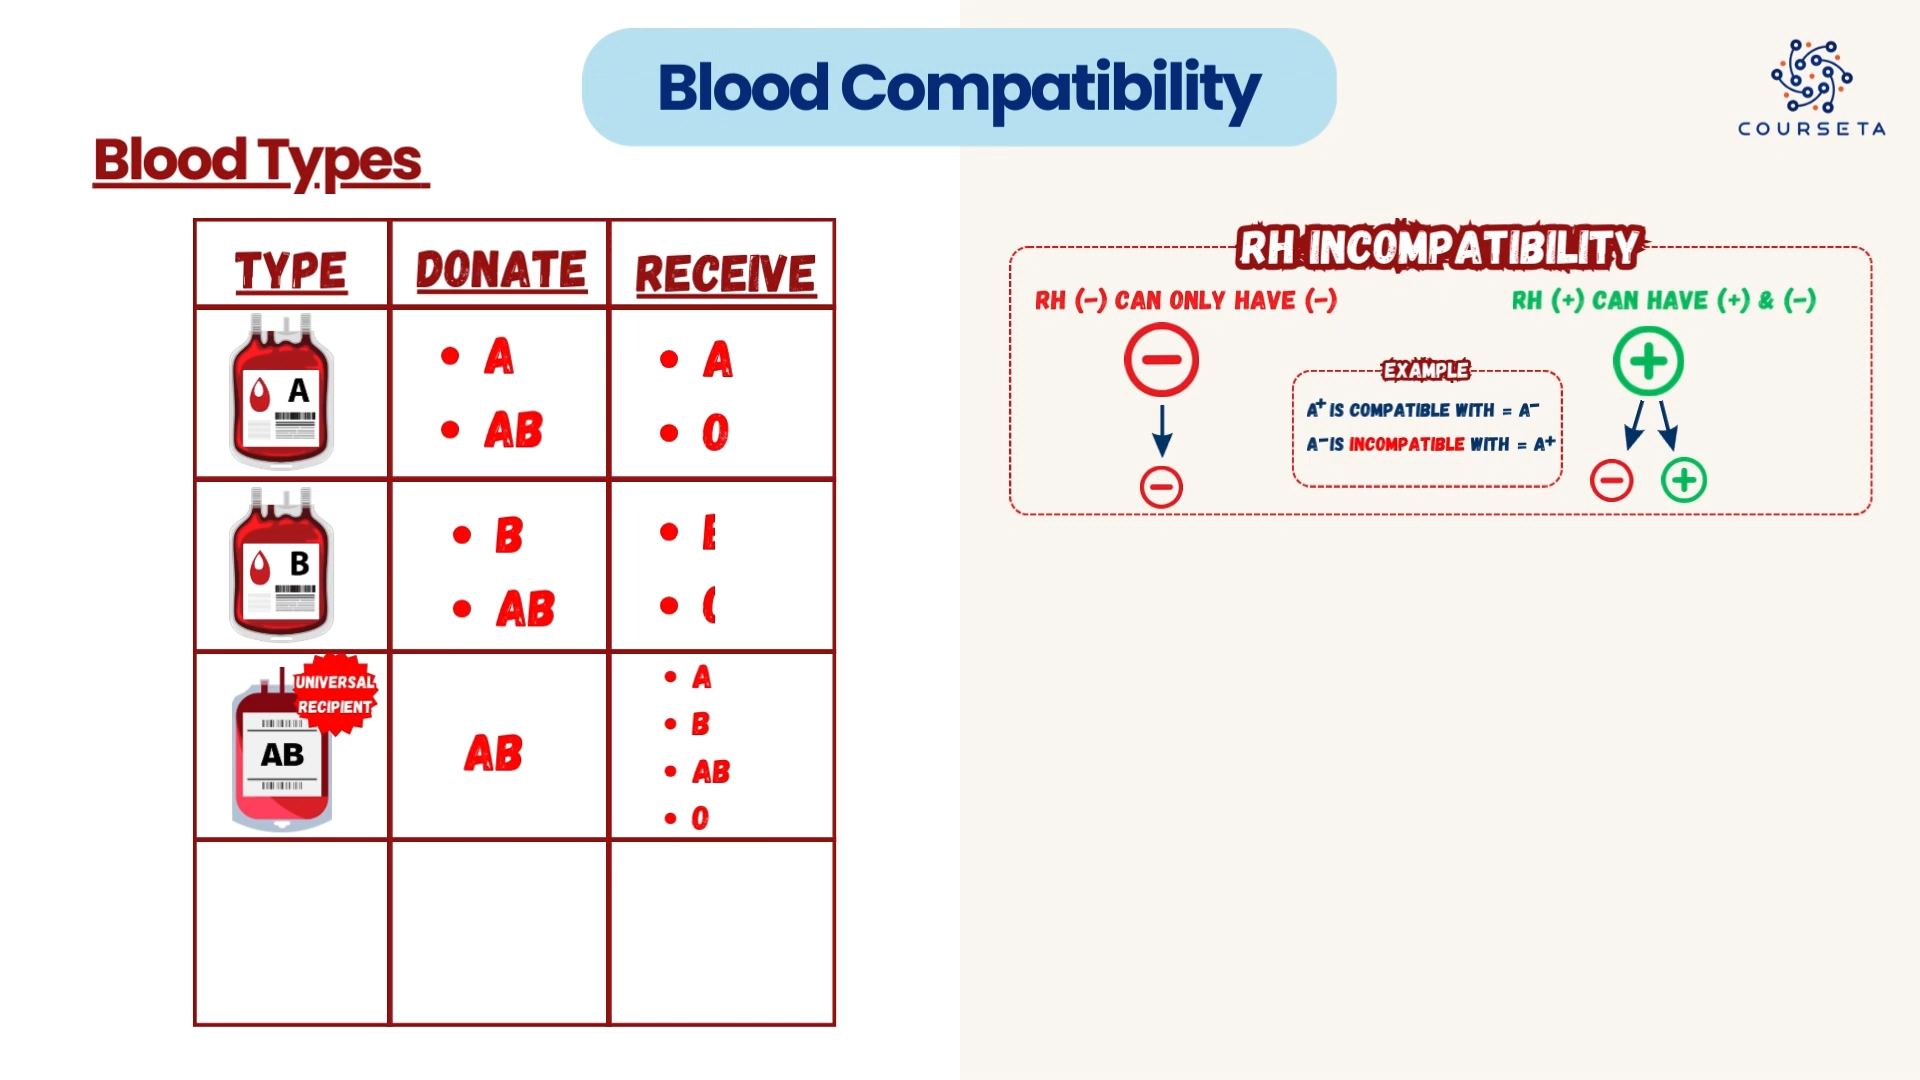 Blood Compatibility
COURSETA
Blood Types
TYPE DONATE RECEIVE
A
• A
• AB
• A
• O
B
• B
• AB
UNIVERSAL
RECIPIENT
AB
AB
• A
• B
• AB
• O
RH INCOMPATIBILITY
RH (-) CAN ONLY HAVE (-)
RH (+) CAN HAVE (+) & (-)
EXAMPLE
A+ IS COMPATIBLE WITH = A-
A- IS INCOMPATIBLE WITH = A+